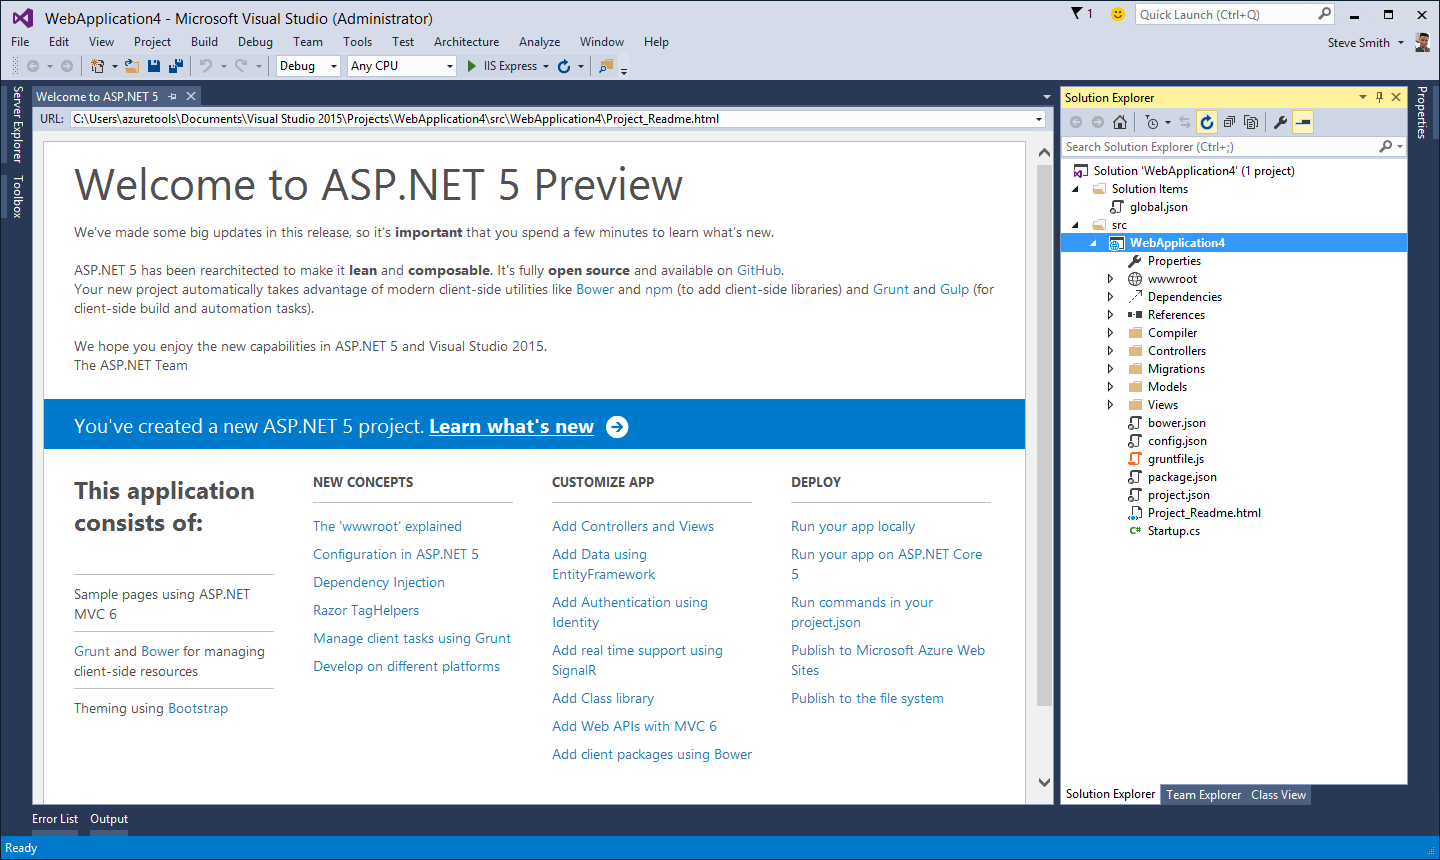 WebApplication4 - Microsoft Visual Studio (Administrator)
1
Quick Launch (Ctrl+Q)
File Edit View Project Build Debug Team Tools Test Architecture Analyze Window Help
Steve Smith
Debug Any CPU IIS Express
Server Explorer
Toolbox
Welcome to ASP.NET 5
URL: C:\Users\azuretools\Documents\Visual Studio 2015\Projects\WebApplication4\src\WebApplication4\Project_Readme.html
Welcome to ASP.NET 5 Preview
We've made some big updates in this release, so it's important that you spend a few minutes to learn what's new.
ASP.NET 5 has been rearchitected to make it lean and composable. It's fully open source and available on GitHub.
Your new project automatically takes advantage of modern client-side utilities like Bower and npm (to add client-side libraries) and Grunt and Gulp (for
client-side build and automation tasks).
We hope you enjoy the new capabilities in ASP.NET 5 and Visual Studio 2015.
The ASP.NET Team
You've created a new ASP.NET 5 project. Learn what's new
This application
consists of:
Sample pages using ASP.NET
MVC 6
Grunt and Bower for managing
client-side resources
Theming using Bootstrap
NEW CONCEPTS
The 'wwwroot' explained
Configuration in ASP.NET 5
Dependency Injection
Razor TagHelpers
Manage client tasks using Grunt
Develop on different platforms
CUSTOMIZE APP
Add Controllers and Views
Add Data using
EntityFramework
Add Authentication using
Identity
Add real time support using
SignalR
Add Class library
Add Web APIs with MVC 6
Add client packages using Bower
DEPLOY
Run your app locally
Run your app on ASP.NET Core
5
Run commands in your
project.json
Publish to Microsoft Azure Web
Sites
Publish to the file system
Solution Explorer
Search Solution Explorer (Ctrl+;)
Solution 'WebApplication4' (1 project)
Solution Items
global.json
src
WebApplication4
Properties
wwwroot
Dependencies
References
Compiler
Controllers
Migrations
Models
Views
bower.json
config.json
gruntfile.js
package.json
project.json
Project_Readme.html
C# Startup.cs
Solution Explorer Team Explorer Class View
Properties
Error List Output
Ready